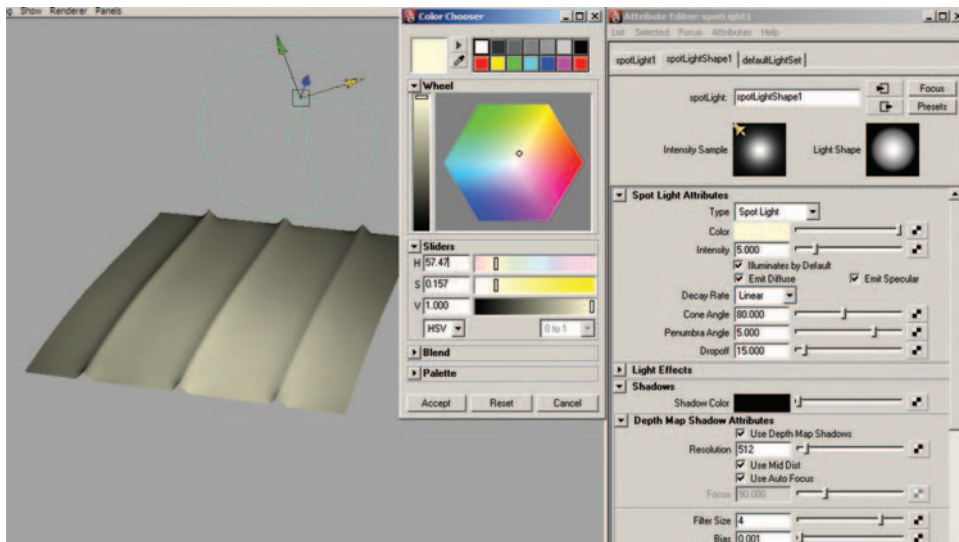 Show Renderer Panels
Color Chooser
Wheel
Sliders
H 57.47
S 0.157
V 1.000
HSV 0 to 1
Blend
Palette
Accept Reset Cancel
Attribute Editor: spotLight1
List Selected Focus Attributes Help
spotLight1 spotLightShape1 defaultLightSet
spotLight: spotLightShape1
Focus
Presets
Intensity Sample Light Shape
Spot Light Attributes
Type Spot Light
Color
Intensity 5.000
Illuminates by Default
Emit Diffuse Emit Specular
Decay Rate Linear
Cone Angle 80.000
Penumbra Angle 5.000
Dropoff 15.000
Light Effects
Shadows
Shadow Color
Depth Map Shadow Attributes
Use Depth Map Shadows
Resolution 512
Use Mid Dist
Use Auto Focus
Focus 90.000
Filter Size 4
Bias 0.001